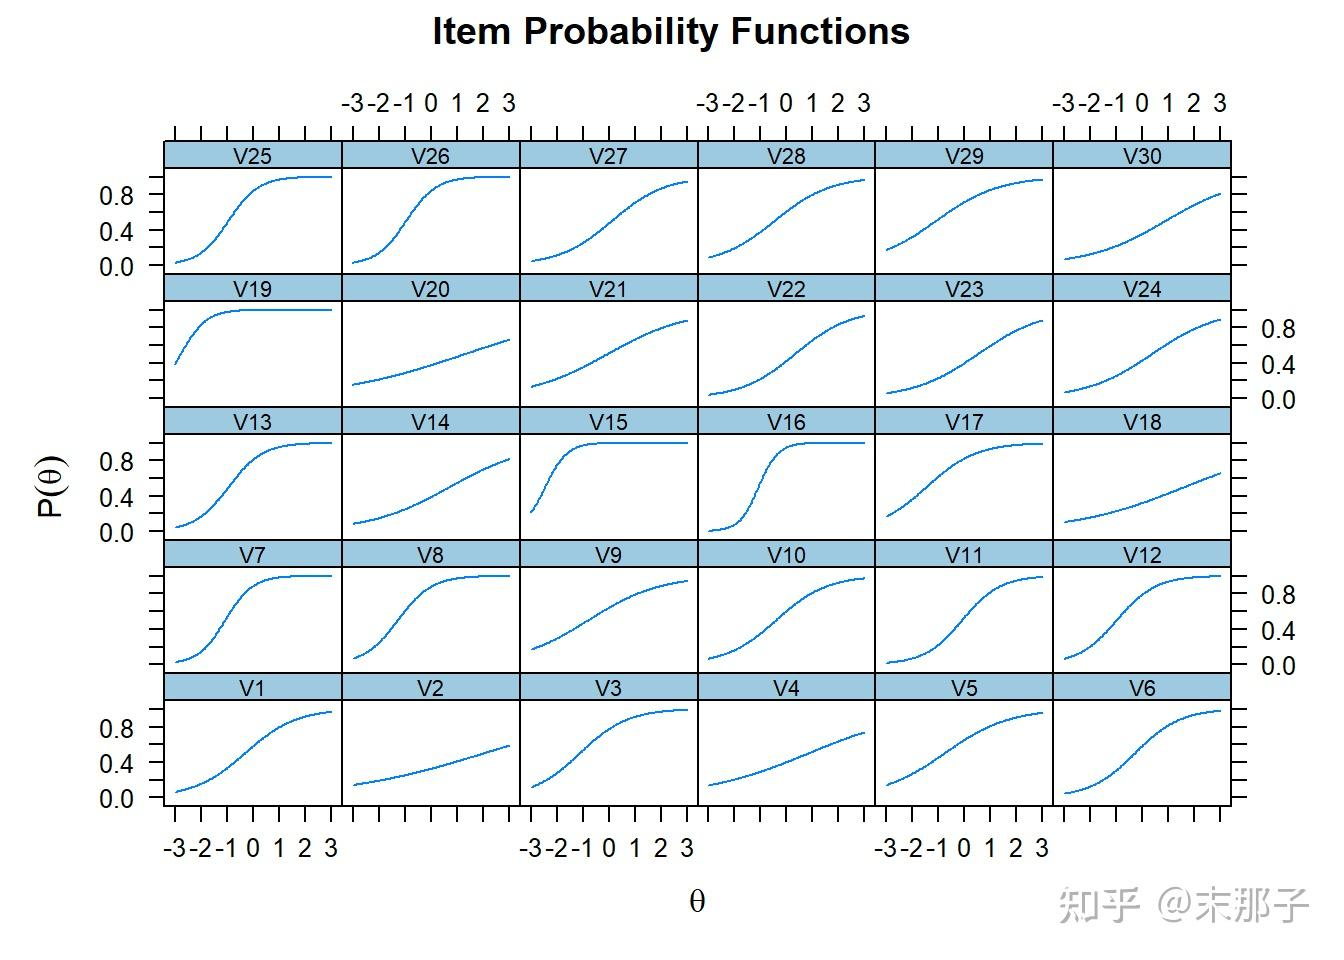 Item Probability Functions
-3 -2 -1 0 1 2 3 -3 -2 -1 0 1 2 3 -3 -2 -1 0 1 2 3
V25 V26 V27 V28 V29 V30
0.8
0.4
0.0
V19 V20 V21 V22 V23 V24
0.8
0.4
0.0
V13 V14 V15 V16 V17 V18
0.8
0.4
0.0
P(θ)
V7 V8 V9 V10 V11 V12
0.8
0.4
0.0
V1 V2 V3 V4 V5 V6
0.8
0.4
0.0
-3 -2 -1 0 1 2 3 -3 -2 -1 0 1 2 3 -3 -2 -1 0 1 2 3
θ
知乎 @末那子